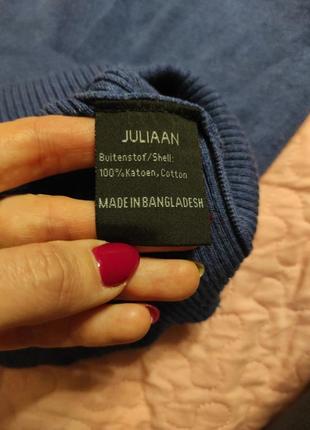 JULIAAN
Buitenstof/Shell:
100% Katoen, Cotton
MADE IN BANGLADESH